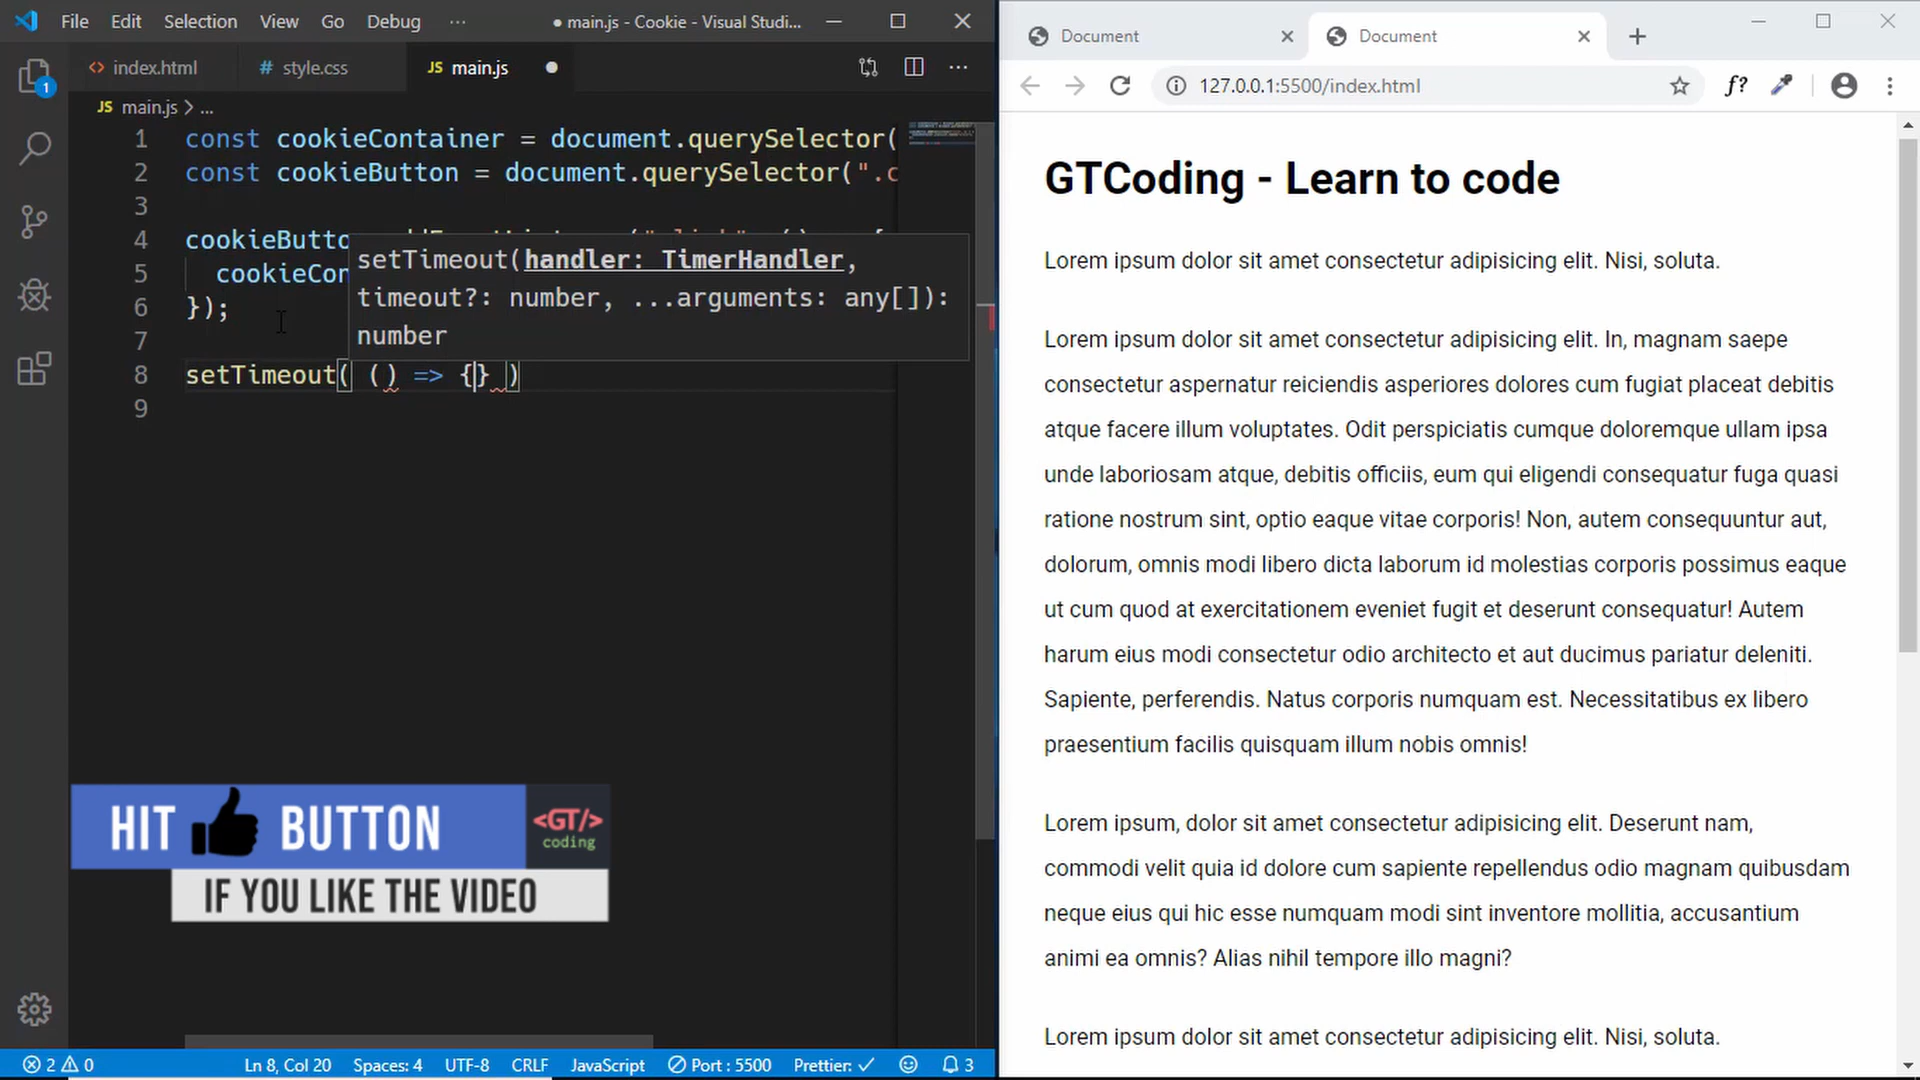 File Edit Selection View Go Debug ··· ● main.js - Cookie - Visual Studi...
index.html # style.css JS main.js ●
JS main.js > ...
1 const cookieContainer = document.querySelector(
2 const cookieButton = document.querySelector(".c
3
4 cookieButto
5 cookieCon
6 });
7
8 setTimeout( () => {} )
9
setTimeout(handler: TimerHandler,
timeout?: number, ...arguments: any[]):
number
1
HIT BUTTON
<GT/>
coding
IF YOU LIKE THE VIDEO
2 0 Ln 8, Col 20 Spaces: 4 UTF-8 CRLF JavaScript Port : 5500 Prettier: ✓ 3
Document Document
127.0.0.1:5500/index.html f?
GTCoding - Learn to code
Lorem ipsum dolor sit amet consectetur adipisicing elit. Nisi, soluta.
Lorem ipsum dolor sit amet consectetur adipisicing elit. In, magnam saepe
consectetur aspernatur reiciendis asperiores dolores cum fugiat placeat debitis
atque facere illum voluptates. Odit perspiciatis cumque doloremque ullam ipsa
unde laboriosam atque, debitis officiis, eum qui eligendi consequatur fuga quasi
ratione nostrum sint, optio eaque vitae corporis! Non, autem consequuntur aut,
dolorum, omnis modi libero dicta laborum id molestias corporis possimus eaque
ut cum quod at exercitationem eveniet fugit et deserunt consequatur! Autem
harum eius modi consectetur odio architecto et aut ducimus pariatur deleniti.
Sapiente, perferendis. Natus corporis numquam est. Necessitatibus ex libero
praesentium facilis quisquam illum nobis omnis!
Lorem ipsum, dolor sit amet consectetur adipisicing elit. Deserunt nam,
commodi velit quia id dolore cum sapiente repellendus odio magnam quibusdam
neque eius qui hic esse numquam modi sint inventore mollitia, accusantium
animi ea omnis? Alias nihil tempore illo magni?
Lorem ipsum dolor sit amet consectetur adipisicing elit. Nisi, soluta.